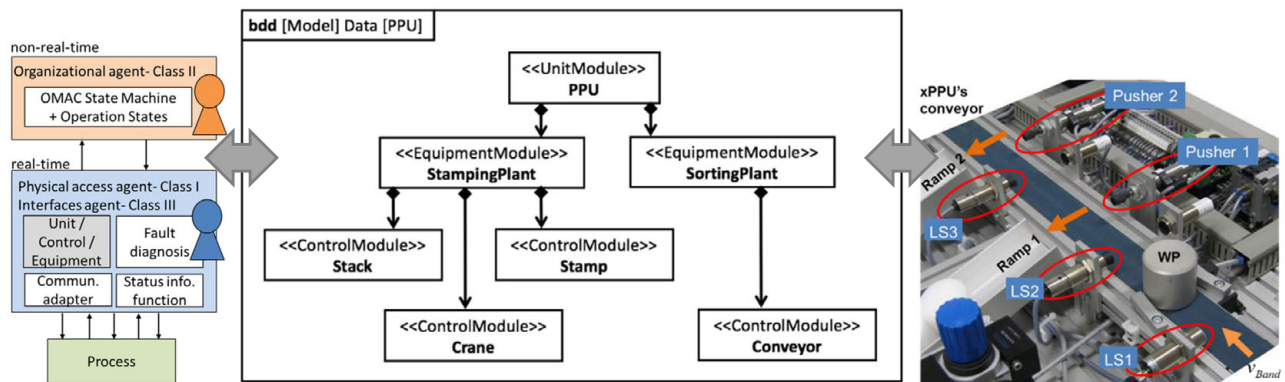 non-real-time
Organizational agent- Class II
OMAC State Machine
+ Operation States
real-time
Physical access agent- Class I
Interfaces agent- Class III
Unit /
Control /
Equipment
Fault
diagnosis
Commun.
adapter
Status info.
function
Process
bdd [Model] Data [PPU]
<<UnitModule>>
PPU
<<EquipmentModule>>
StampingPlant
<<EquipmentModule>>
SortingPlant
<<ControlModule>>
Stack
<<ControlModule>>
Stamp
<<ControlModule>>
Crane
<<ControlModule>>
Conveyor
xPPU's
conveyor
Pusher 2
Pusher 1
Ramp 2
LS3
Ramp 1
WP
LS2
LS1
v Band